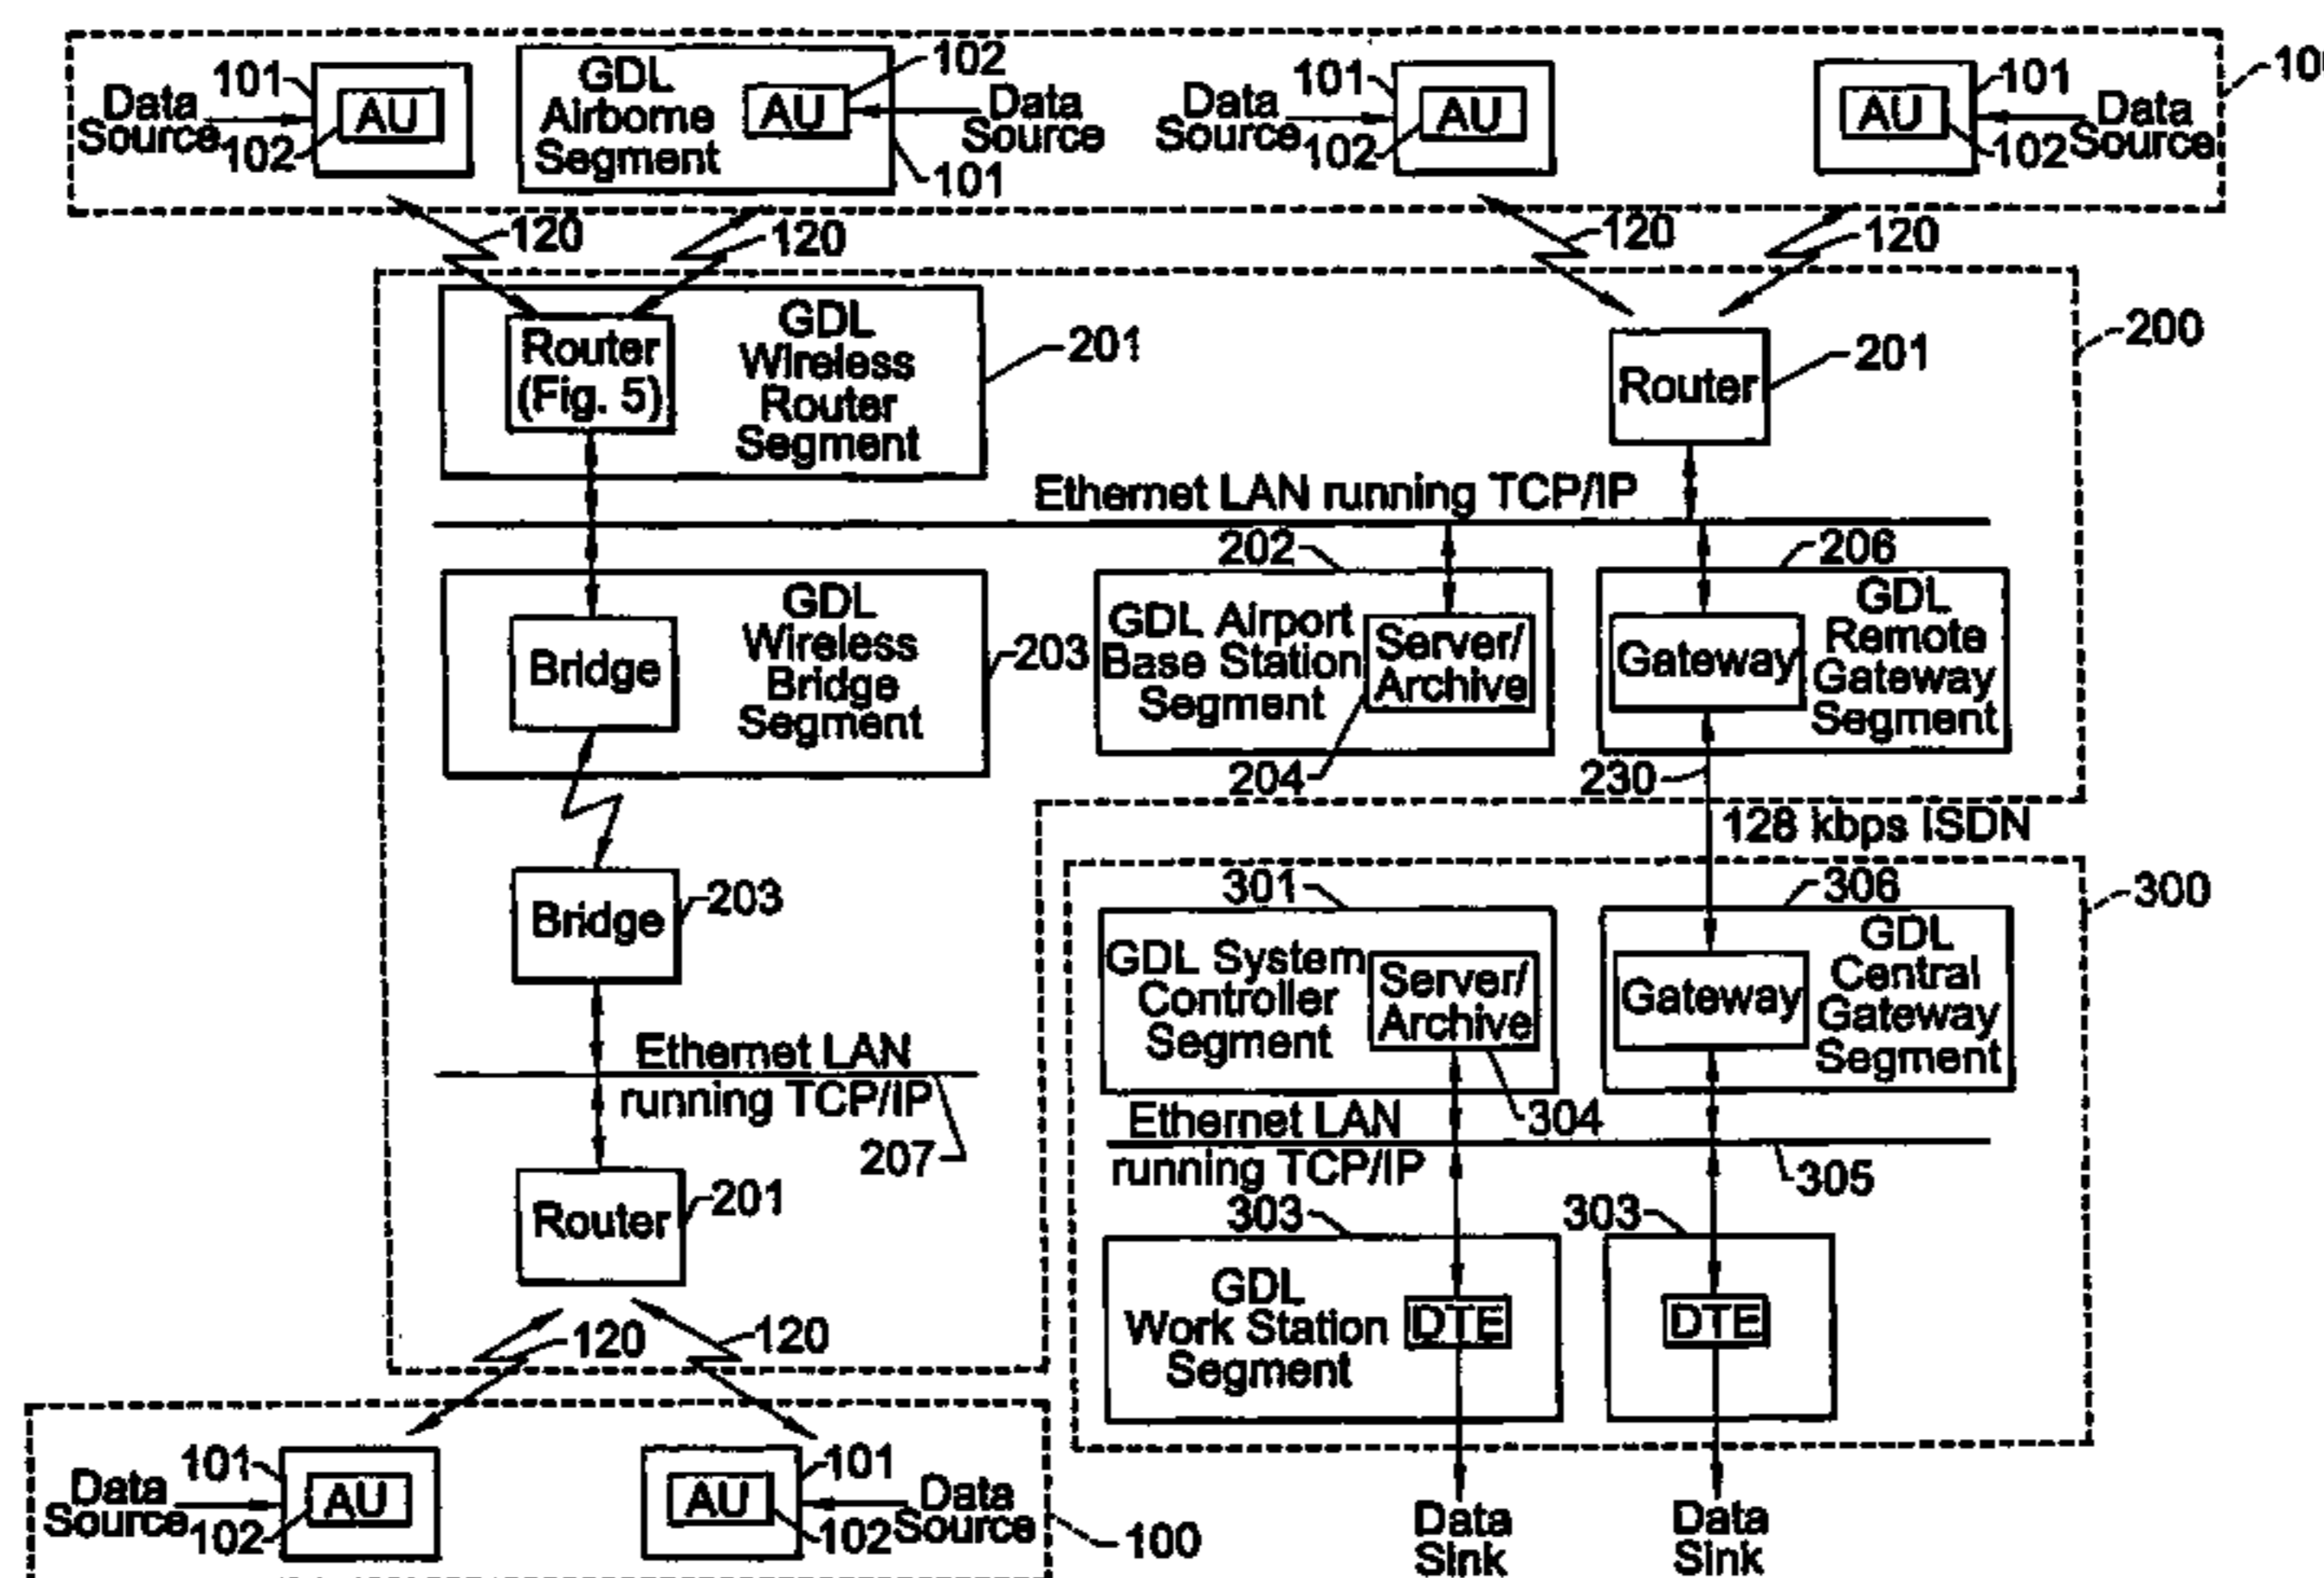 Data
Source
101
102
AU
GDL
Airborne
Segment
AU
102
101
Data
Source
Data
Source
101
102
AU
AU
101
102
Data
Source
120
120
120
120
Router
(Fig. 5)
GDL
Wireless
Router
Segment
201
Router
201
200
Ethernet LAN running TCP/IP
Bridge
GDL
Wireless
Bridge
Segment
203
202
GDL Airport
Base Station
Segment
Server/
Archive
204
206
Gateway
GDL
Remote
Gateway
Segment
230
128 kbps ISDN
Bridge
203
Ethernet LAN
running TCP/IP
207
Router
201
120
120
301
GDL System
Controller
Segment
Server/
Archive
304
306
Gateway
GDL
Central
Gateway
Segment
300
Ethernet LAN
running TCP/IP
305
303
GDL
Work Station
Segment
DTE
303
DTE
Data
Sink
Data
Sink
Data
Source
101
102
AU
AU
101
102
Data
Source
100